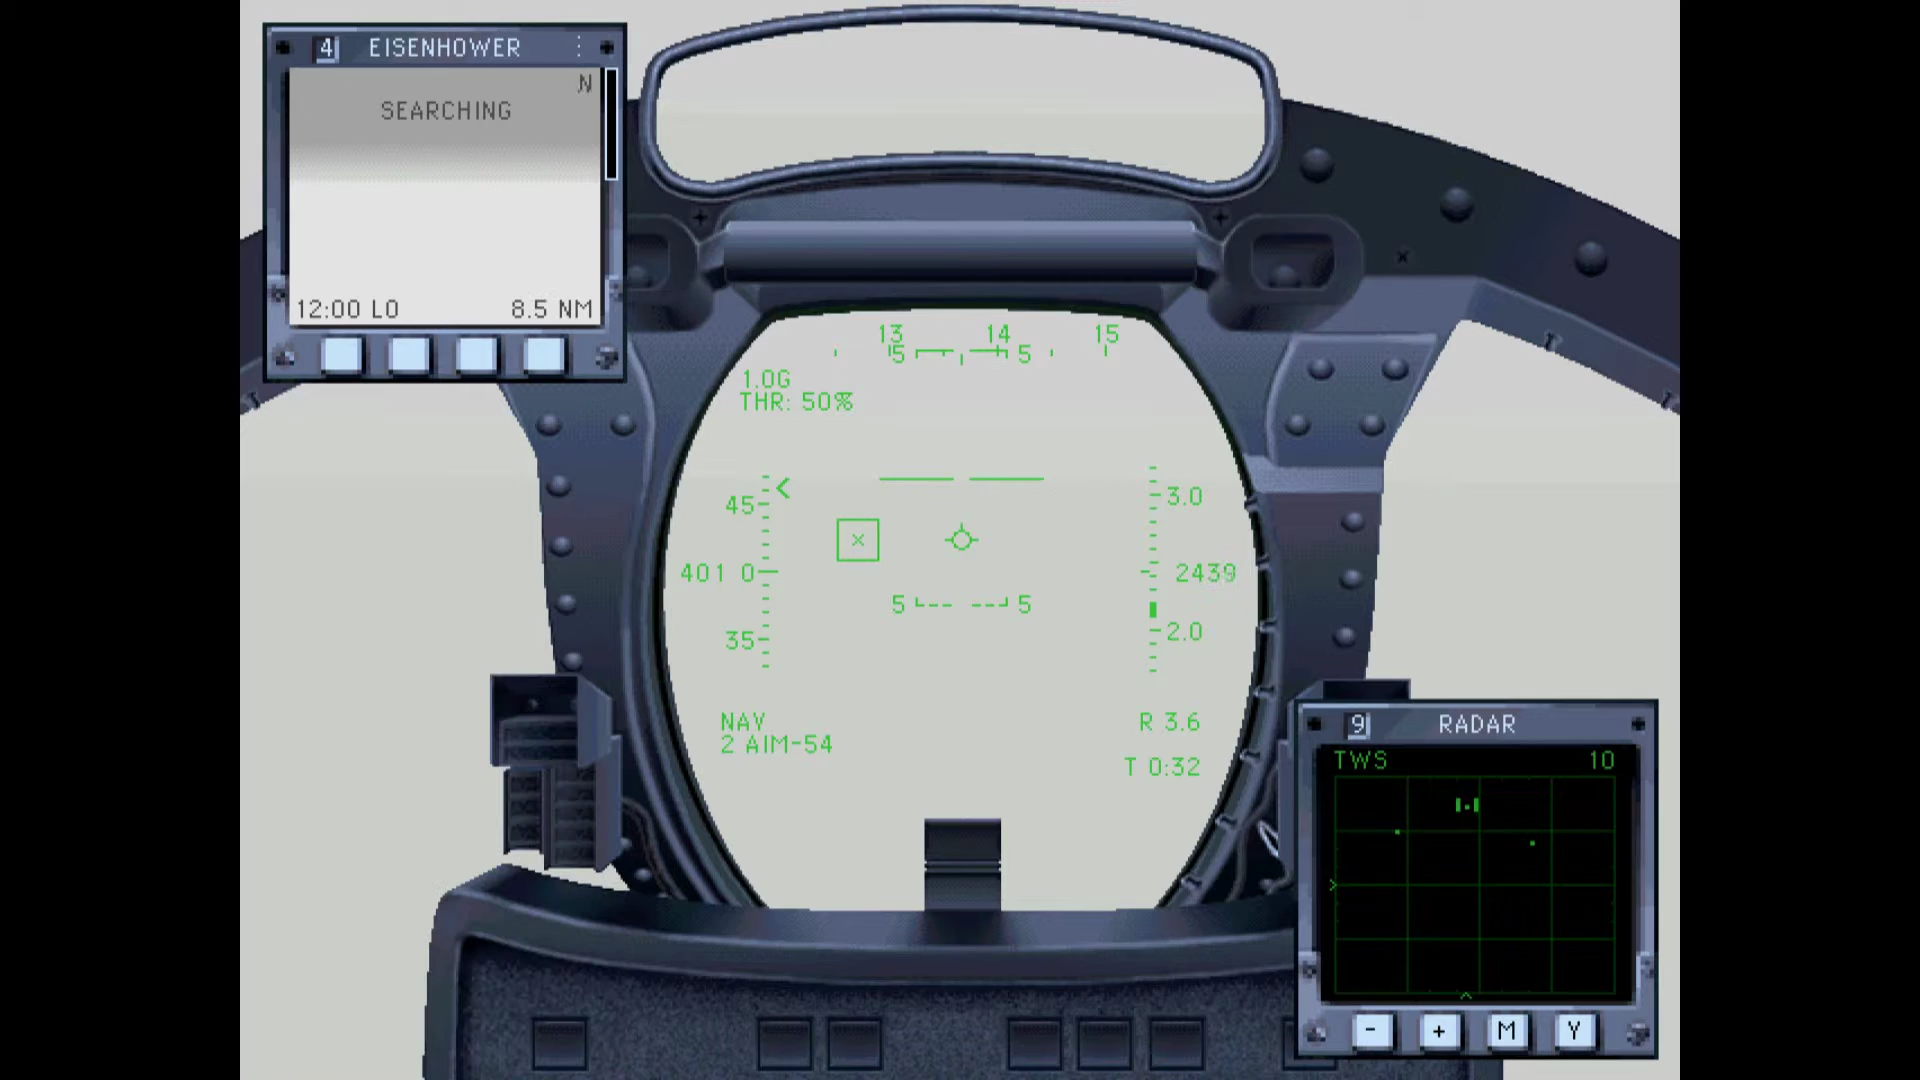 4 EISENHOWER
N
SEARCHING
12:00 LO 8.5 NM
13 14 15
5 5
1.0G
THR: 50%
45
3.0
401 0
2439
5 5
35
2.0
NAV
R 3.6
2 AIM-54
T 0:32
9 RADAR
TWS 10
- + M Y